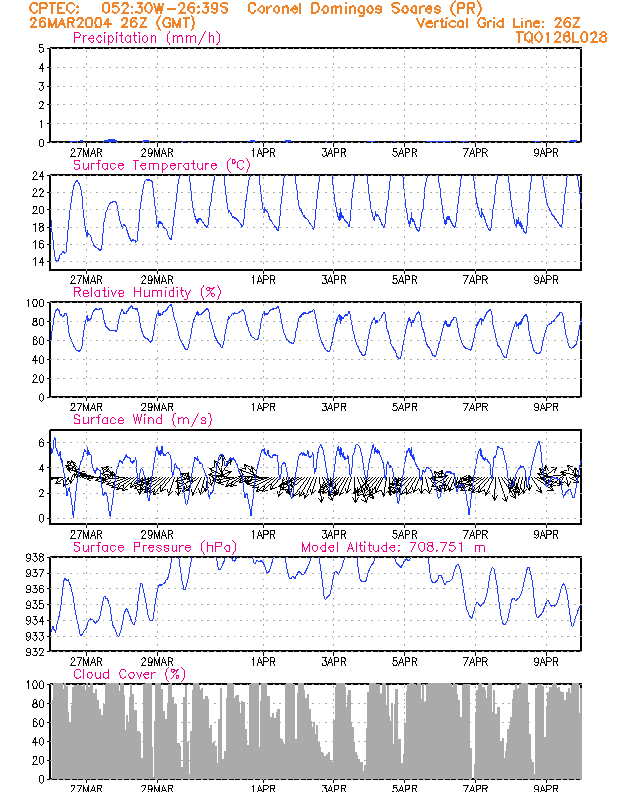 CPTEC: 052:30W-26:39S Coronel Domingos Soares (PR)
26MAR2004 26Z (GMT) Vertical Grid Line: 26Z
Precipitation (mm/h) TQ0126L028
5
4
3
2
1
0
27MAR 29MAR 1APR 3APR 5APR 7APR 9APR
Surface Temperature (ºC)
24
22
20
18
16
14
27MAR 29MAR 1APR 3APR 5APR 7APR 9APR
Relative Humidity (%)
100
80
60
40
20
0
27MAR 29MAR 1APR 3APR 5APR 7APR 9APR
Surface Wind (m/s)
6
4
2
0
27MAR 29MAR 1APR 3APR 5APR 7APR 9APR
Surface Pressure (hPa) Model Altitude: 708.751 m
938
937
936
935
934
933
932
27MAR 29MAR 1APR 3APR 5APR 7APR 9APR
Cloud Cover (%)
100
80
60
40
20
0
27MAR 29MAR 1APR 3APR 5APR 7APR 9APR